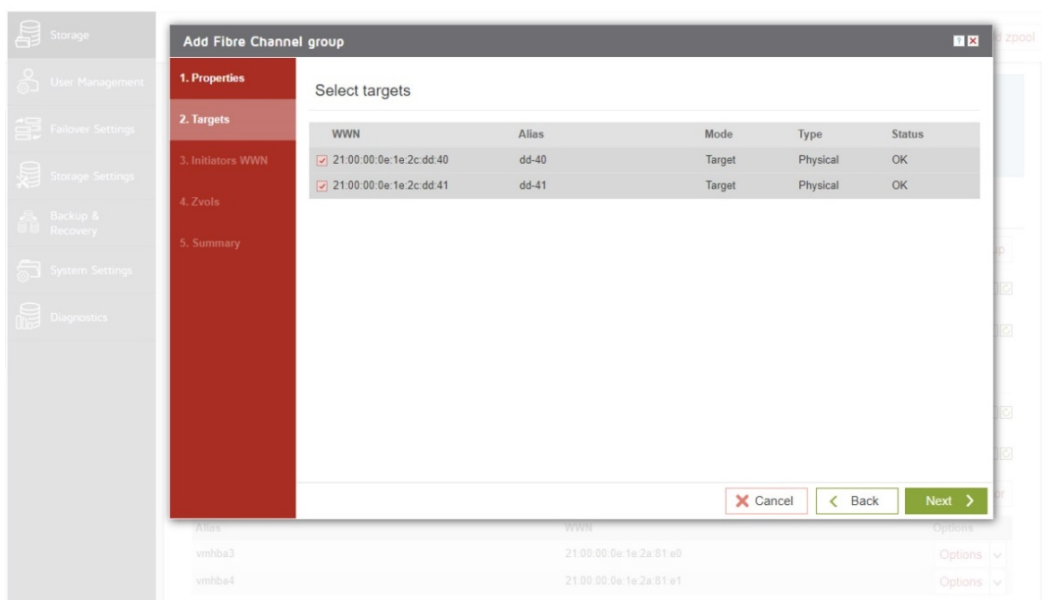 Storage
User Management
Failover Settings
Storage Settings
Backup &
Recovery
System Settings
Diagnostics
zpool
Add Fibre Channel group
1. Properties
2. Targets
3. Initiators WWN
4. Zvols
5. Summary
Select targets
WWN Alias Mode Type Status
21:00:00:0e:1e:2c:dd:40 dd-40 Target Physical OK
21:00:00:0e:1e:2c:dd:41 dd-41 Target Physical OK
Cancel Back Next
Alias WWN Options
vmhba3 21:00:00:0e:1e:2a:81:e0 Options
vmhba4 21:00:00:0e:1e:2a:81:e1 Options